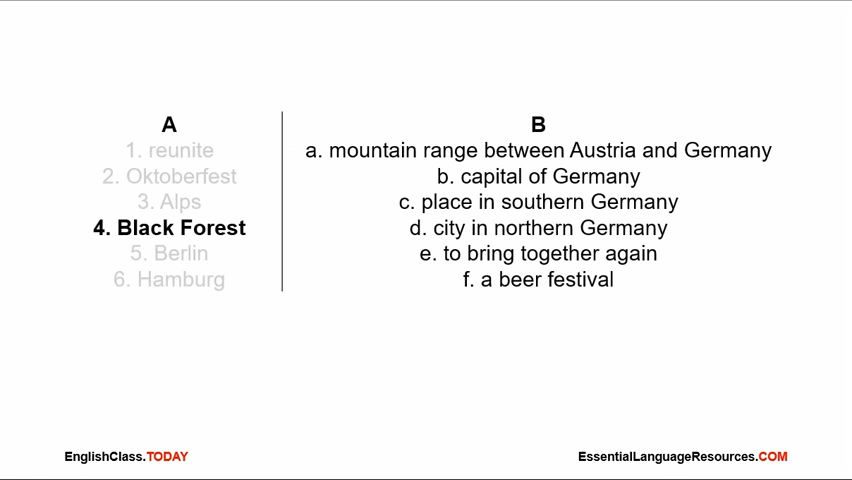 A
1. reunite
2. Oktoberfest
3. Alps
4. Black Forest
5. Berlin
6. Hamburg
B
a. mountain range between Austria and Germany
b. capital of Germany
c. place in southern Germany
d. city in northern Germany
e. to bring together again
f. a beer festival
EnglishClass.TODAY
EssentialLanguageResources.COM